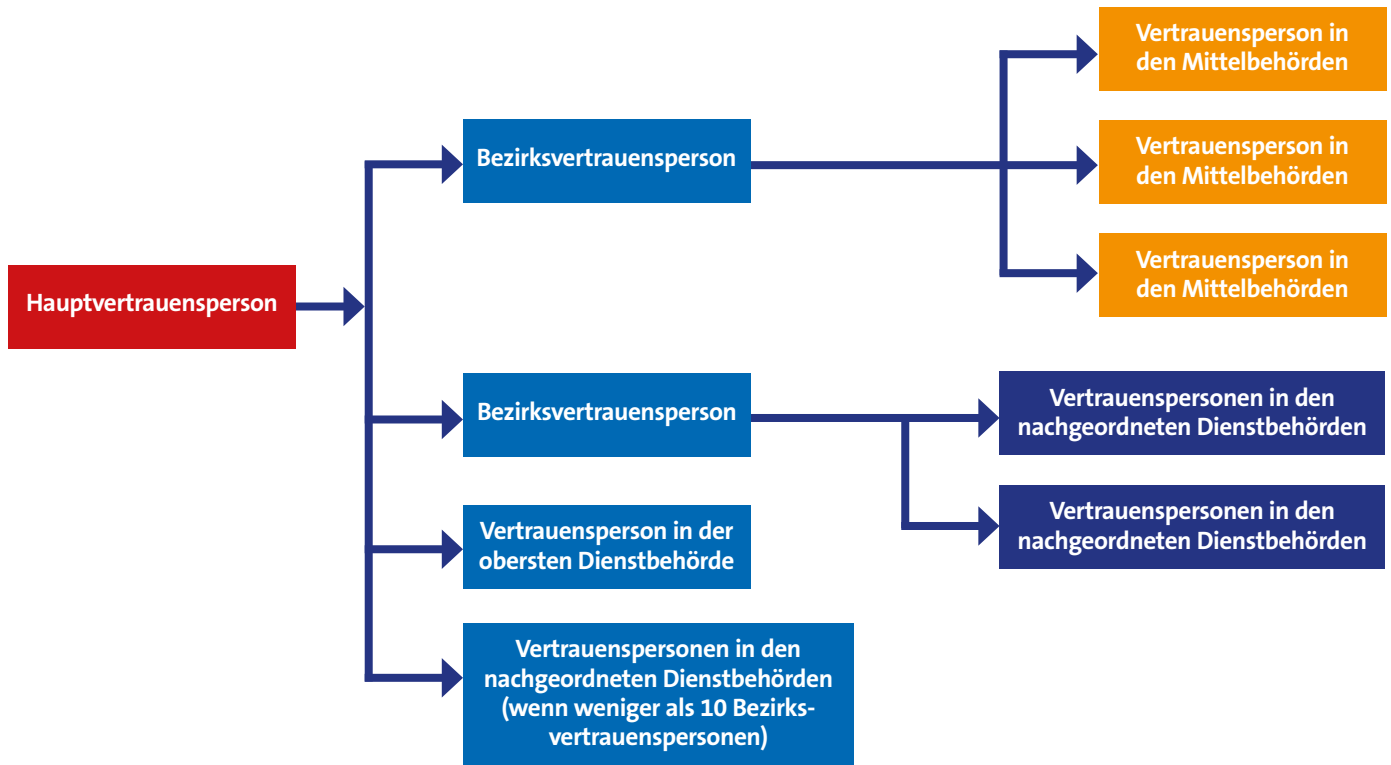 Hauptvertrauensperson
Bezirksvertrauensperson
Vertrauensperson in
den Mittelbehörden
Vertrauensperson in
den Mittelbehörden
Vertrauensperson in
den Mittelbehörden
Bezirksvertrauensperson
Vertrauenspersonen in den
nachgeordneten Dienstbehörden
Vertrauenspersonen in den
nachgeordneten Dienstbehörden
Vertrauensperson in der
obersten Dienstbehörde
Vertrauenspersonen in den
nachgeordneten Dienstbehörden
(wenn weniger als 10 Bezirks-
vertrauenspersonen)